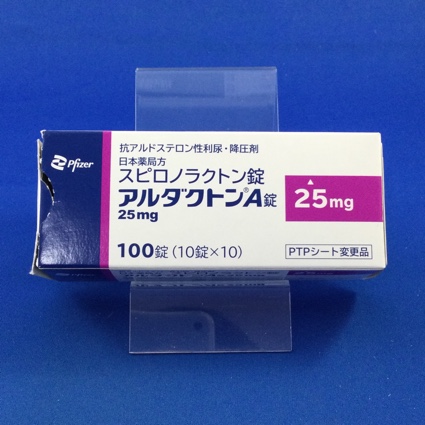 Pfizer
抗アルドステロン性利尿・降圧剤
日本薬局方
スピロノラクトン錠
アルダクトン®A錠
25mg
25mg
100錠（10錠×10）
PTPシート変更品